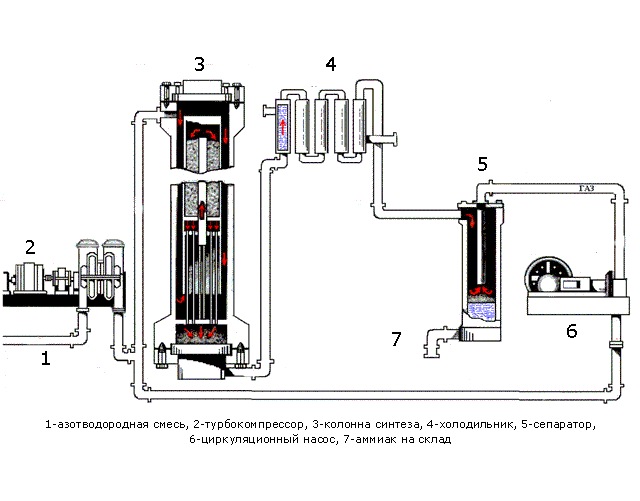 3
4
5
ГАЗ
2
1
7
6
1-азотводородная смесь, 2-турбокомпрессор, 3-колонна синтеза, 4-холодильник, 5-сепаратор,
6-циркуляционный насос, 7-аммиак на склад